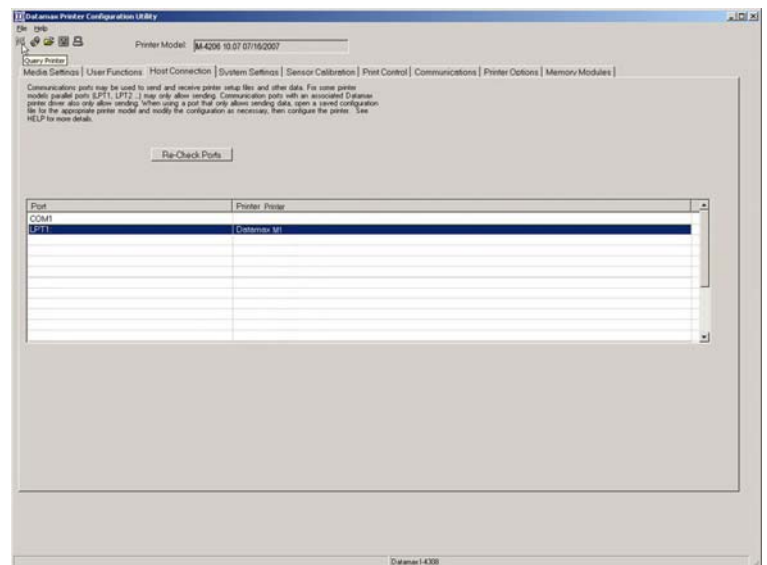 Datamax Printer Configuration Utility
File Help
Printer Model: M-4206 10.07 07/16/2007
Query Printer
Media Settings User Functions Host Connection System Settings Sensor Calibration Print Control Communications Printer Options Memory Modules
Communications ports may be used to send and receive printer setup files and other data. For some printer
models parallel ports (LPT1, LPT2 ...) may only allow sending. Communication ports with an associated Datamax
printer driver also only allow sending. When using a port that only allows sending data, open a saved configuration
file for the appropriate printer model and modify the configuration as necessary, then configure the printer. See
HELP for more details.
Re-Check Ports
Port Printer Printer
COM1
LPT1: Datamax M1
Datamax I-4308